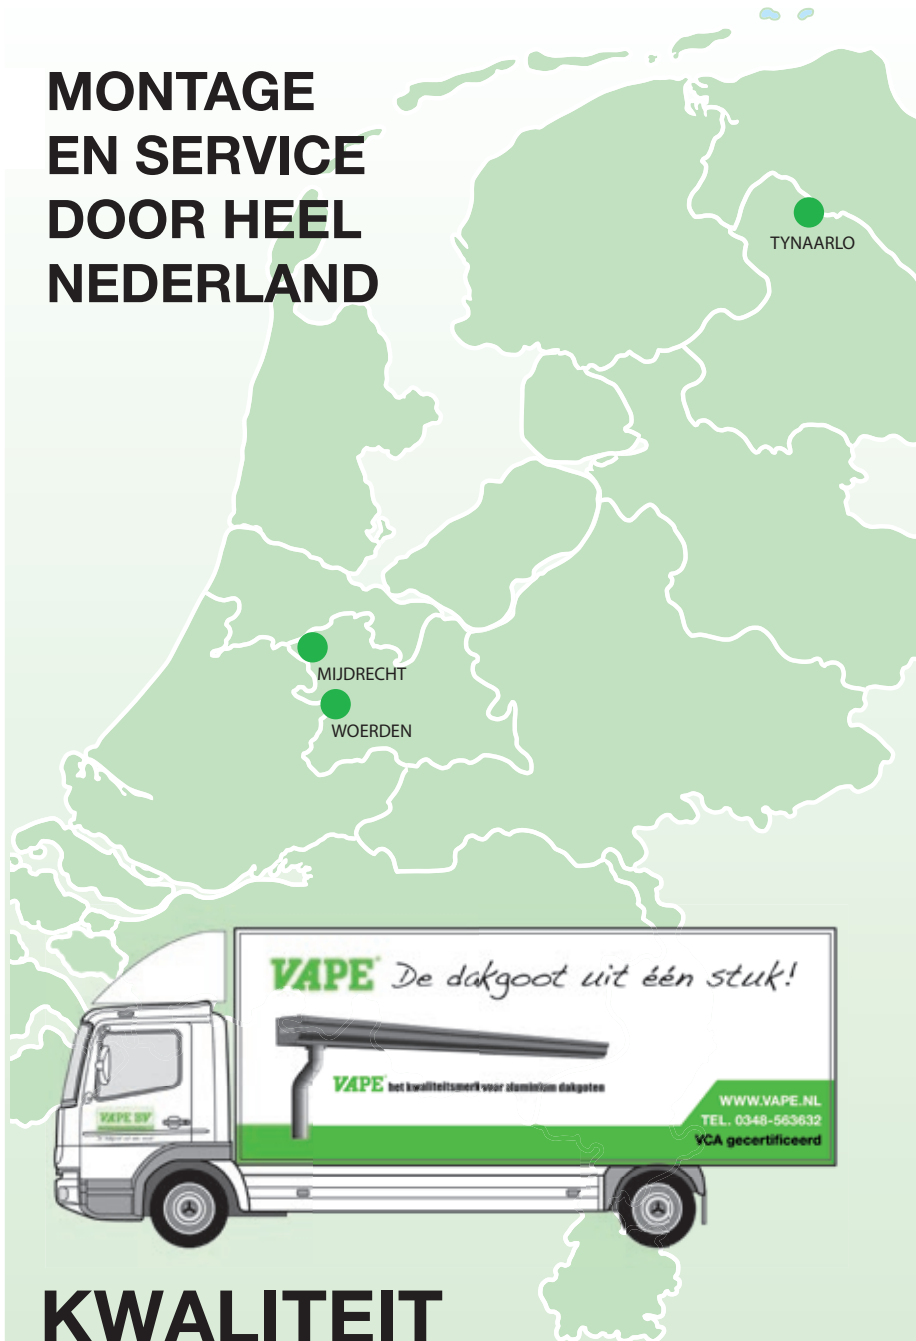 MONTAGE
EN SERVICE
DOOR HEEL
NEDERLAND
TYNAARLO
MIJDRECHT
WOERDEN
VAPE De dakgoot uit één stuk!
VAPE het kwaliteitsmerk voor aluminium dakgoten
WWW.VAPE.NL
TEL. 0348-563632
VCA gecertificeerd
VAPE BV
KWALITEIT